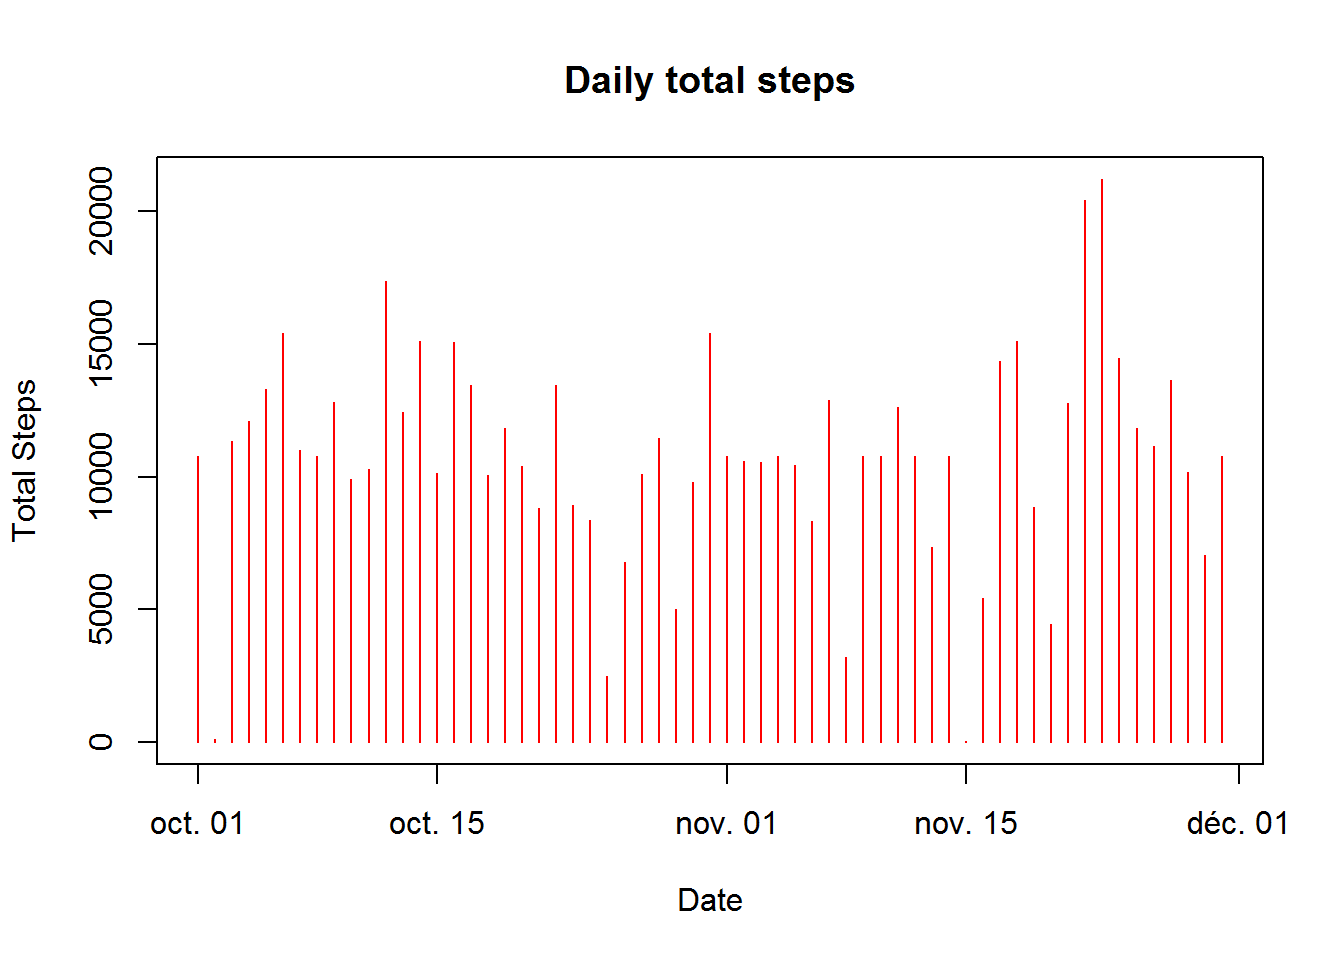 Daily total steps
Total Steps
20000
15000
10000
5000
0
oct. 01 oct. 15 nov. 01 nov. 15 déc. 01
Date